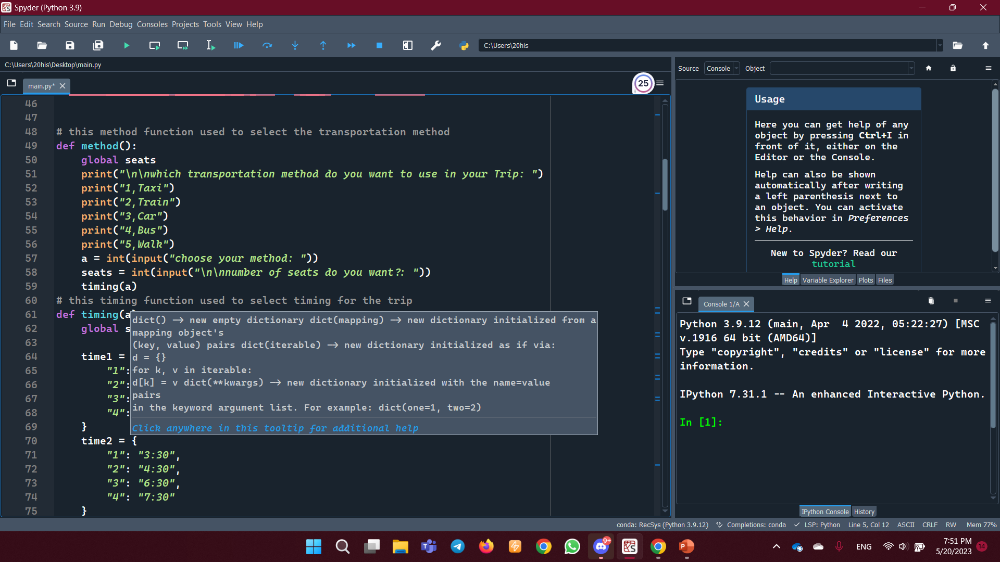 Spyder (Python 3.9)
File Edit Search Source Run Debug Consoles Projects Tools View Help
C:\Users\20his
C:\Users\20his\Desktop\main.py
main.py*
25
46
47
48 # this method function used to select the transportation method
49 def method():
50 global seats
51 print("\n\nwhich transportation method do you want to use in your Trip: ")
52 print("1,Taxi")
53 print("2,Train")
54 print("3,Car")
55 print("4,Bus")
56 print("5,Walk")
57 a = int(input("choose your method: "))
58 seats = int(input("\n\nnumber of seats do you want?: "))
59 timing(a)
60 # this timing function used to select timing for the trip
61 def timing(a
62 global s
63
64 time1 =
65 "1":
66 "2":
67 "3":
68 "4":
69 }
70 time2 = {
71 "1": "3:30",
72 "2": "4:30",
73 "3": "6:30",
74 "4": "7:30"
75 }
dict() -> new empty dictionary dict(mapping) -> new dictionary initialized from a
mapping object's
(key, value) pairs dict(iterable) -> new dictionary initialized as if via:
d = {}
for k, v in iterable:
d[k] = v dict(**kwargs) -> new dictionary initialized with the name=value
pairs
in the keyword argument list. For example: dict(one=1, two=2)
Click anywhere in this tooltip for additional help
Source Console Object
Usage
Here you can get help of any
object by pressing Ctrl+I in
front of it, either on the
Editor or the Console.
Help can also be shown
automatically after writing
a left parenthesis next to
an object. You can activate
this behavior in Preferences
> Help.
New to Spyder? Read our
tutorial
Help Variable Explorer Plots Files
Console 1/A
Python 3.9.12 (main, Apr  4 2022, 05:22:27) [MSC
v.1916 64 bit (AMD64)]
Type "copyright", "credits" or "license" for more
information.
IPython 7.31.1 -- An enhanced Interactive Python.
In [1]:
IPython Console History
conda: RecSys (Python 3.9.12) Completions: conda LSP: Python Line 5, Col 12 ASCII CRLF RW Mem 77%
9+
ENG
7:51 PM
5/20/2023
14